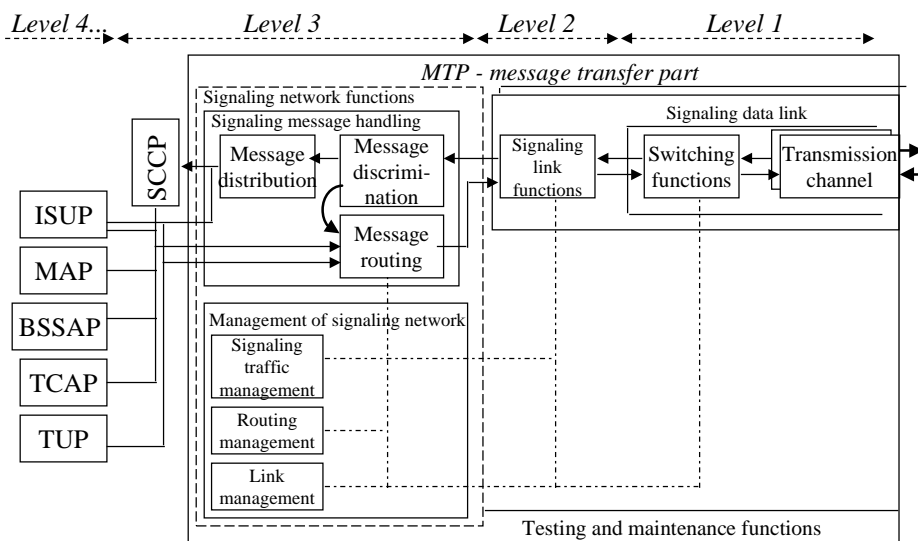 Level 4...
Level 3
Level 2
Level 1
MTP - message transfer part
Signaling network functions
Signaling message handling
Signaling data link
SCCP
Message
distribution
Message
discrimi-
nation
Signaling
link
functions
Switching
functions
Transmission
channel
ISUP
Message
routing
MAP
BSSAP
TCAP
TUP
Management of signaling network
Signaling
traffic
management
Routing
management
Link
management
Testing and maintenance functions